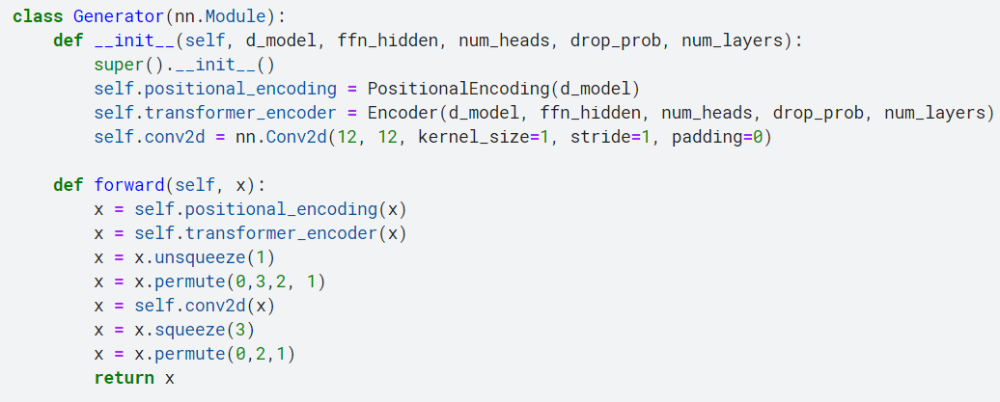 class Generator(nn.Module):
    def __init__(self, d_model, ffn_hidden, num_heads, drop_prob, num_layers):
        super().__init__()
        self.positional_encoding = PositionalEncoding(d_model)
        self.transformer_encoder = Encoder(d_model, ffn_hidden, num_heads, drop_prob, num_layers)
        self.conv2d = nn.Conv2d(12, 12, kernel_size=1, stride=1, padding=0)

    def forward(self, x):
        x = self.positional_encoding(x)
        x = self.transformer_encoder(x)
        x = x.unsqueeze(1)
        x = x.permute(0,3,2, 1)
        x = self.conv2d(x)
        x = x.squeeze(3)
        x = x.permute(0,2,1)
        return x